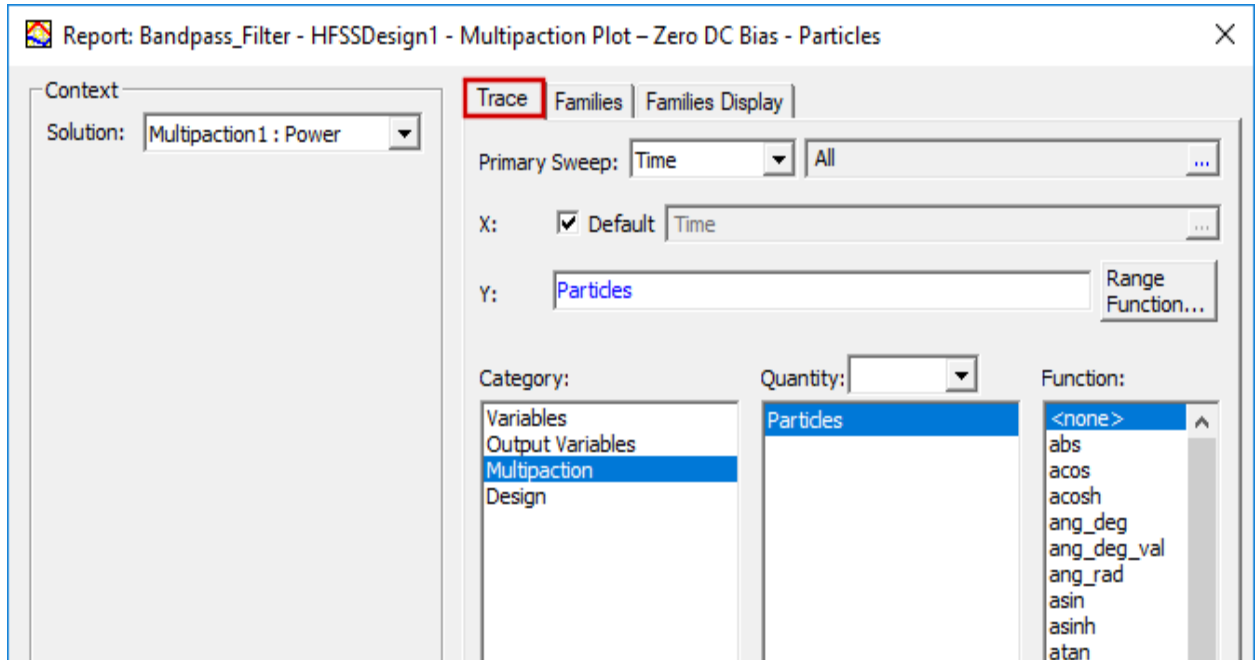 Report: Bandpass_Filter - HFSSDesign1 - Multipaction Plot – Zero DC Bias - Particles
Context
Solution: Multipaction1 : Power
Trace Families Families Display
Primary Sweep: Time All ...
X: Default Time ...
Y: Particles Range Function...
Category:
Variables
Output Variables
Multipaction
Design
Quantity:
Particles
Function:
<none>
abs
acos
acosh
ang_deg
ang_deg_val
ang_rad
asin
asinh
atan